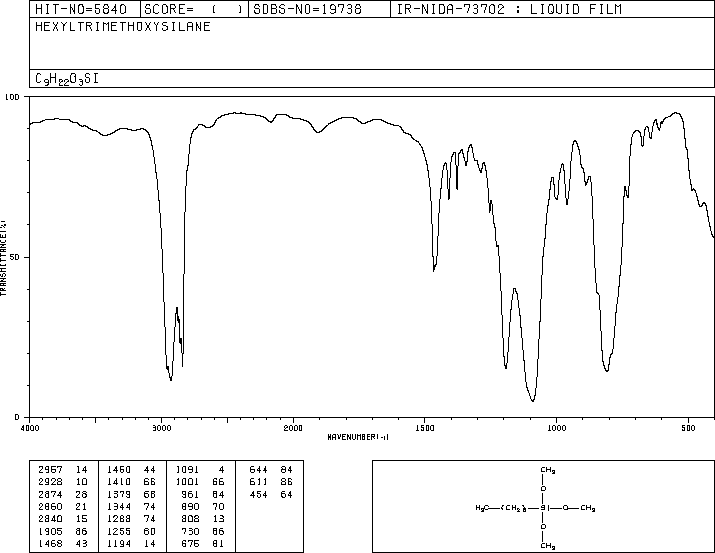 HIT-NO=5840 SCORE= ( ) SDBS-NO=19738 IR-NIDA-73702 : LIQUID FILM
HEXYLTRIMETHOXYSILANE
C9H22O3SI
100
50
0
TRANSMITTANCE(%)
4000 3000 2000 1500 1000 500
WAVENUMBER(-1)
2967 14 1460 44 1091 4 644 84
2928 10 1410 66 1001 66 611 86
2874 28 1379 68 961 64 454 64
2860 21 1344 74 890 70
2840 15 1288 74 808 13
1905 86 1255 60 730 66
1468 43 1194 14 675 81
CH3
O
H3C (CH2)5 Si O CH3
O
CH3